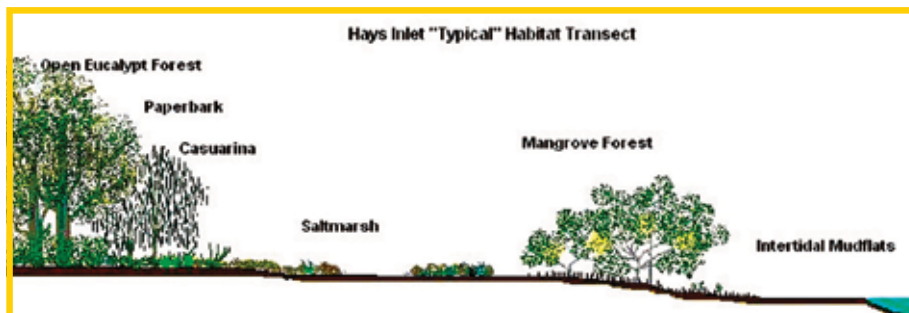 Hays Inlet "Typical" Habitat Transect
Open Eucalypt Forest
Paperbark
Casuarina
Mangrove Forest
Saltmarsh
Intertidal Mudflats